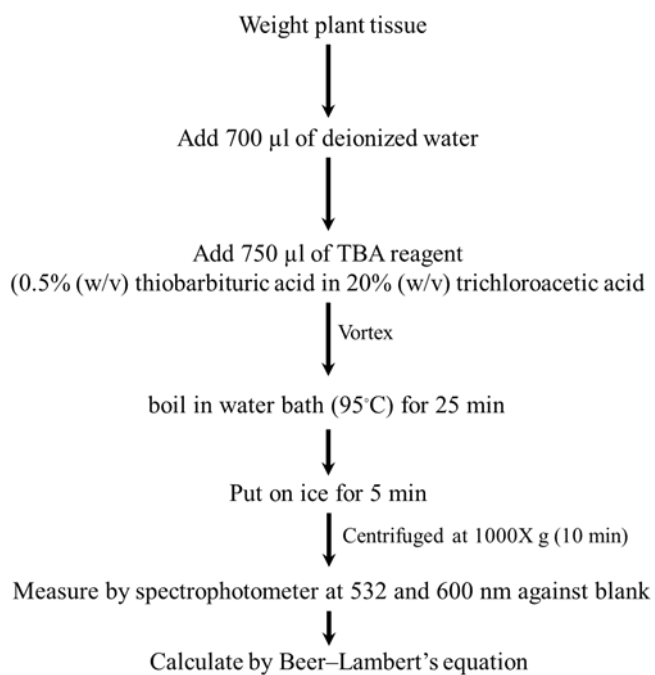 Weight plant tissue
Add 700 µl of deionized water
Add 750 µl of TBA reagent
(0.5% (w/v) thiobarbituric acid in 20% (w/v) trichloroacetic acid
Vortex
boil in water bath (95°C) for 25 min
Put on ice for 5 min
Centrifuged at 1000X g (10 min)
Measure by spectrophotometer at 532 and 600 nm against blank
Calculate by Beer–Lambert’s equation